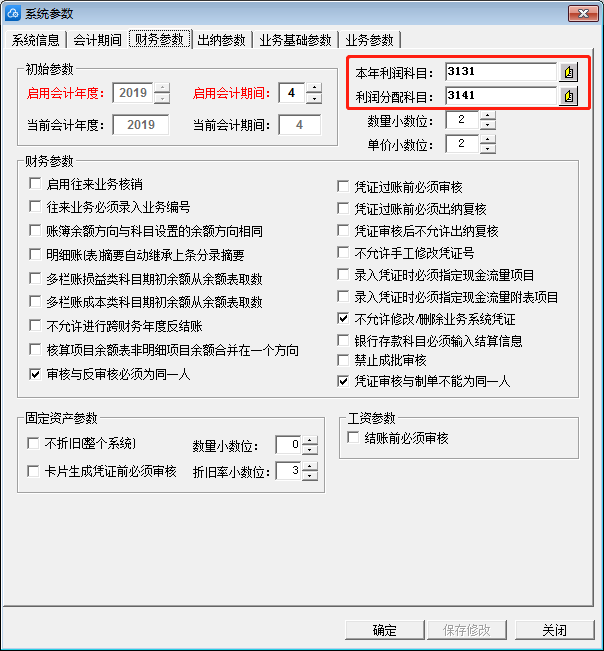 系统参数
系统信息 会计期间 财务参数 出纳参数 业务基础参数 业务参数
初始参数
启用会计年度： 2019 启用会计期间： 4
当前会计年度： 2019 当前会计期间： 4
本年利润科目： 3131
利润分配科目： 3141
数量小数位： 2
单价小数位： 2
财务参数
启用往来业务核销
往来业务必须录入业务编号
账簿余额方向与科目设置的余额方向相同
明细账(表)摘要自动继承上条分录摘要
多栏账损益类科目期初余额从余额表取数
多栏账成本类科目期初余额从余额表取数
不允许进行跨财务年度反结账
核算项目余额表非明细项目余额合并在一个方向
审核与反审核必须为同一人
凭证过账前必须审核
凭证过账前必须出纳复核
凭证审核后不允许出纳复核
不允许手工修改凭证号
录入凭证时必须指定现金流量项目
录入凭证时必须指定现金流量附表项目
不允许修改/删除业务系统凭证
银行存款科目必须输入结算信息
禁止成批审核
凭证审核与制单不能为同一人
固定资产参数
不折旧(整个系统) 数量小数位： 0
卡片生成凭证前必须审核 折旧率小数位： 3
工资参数
结账前必须审核
确定 保存修改 关闭